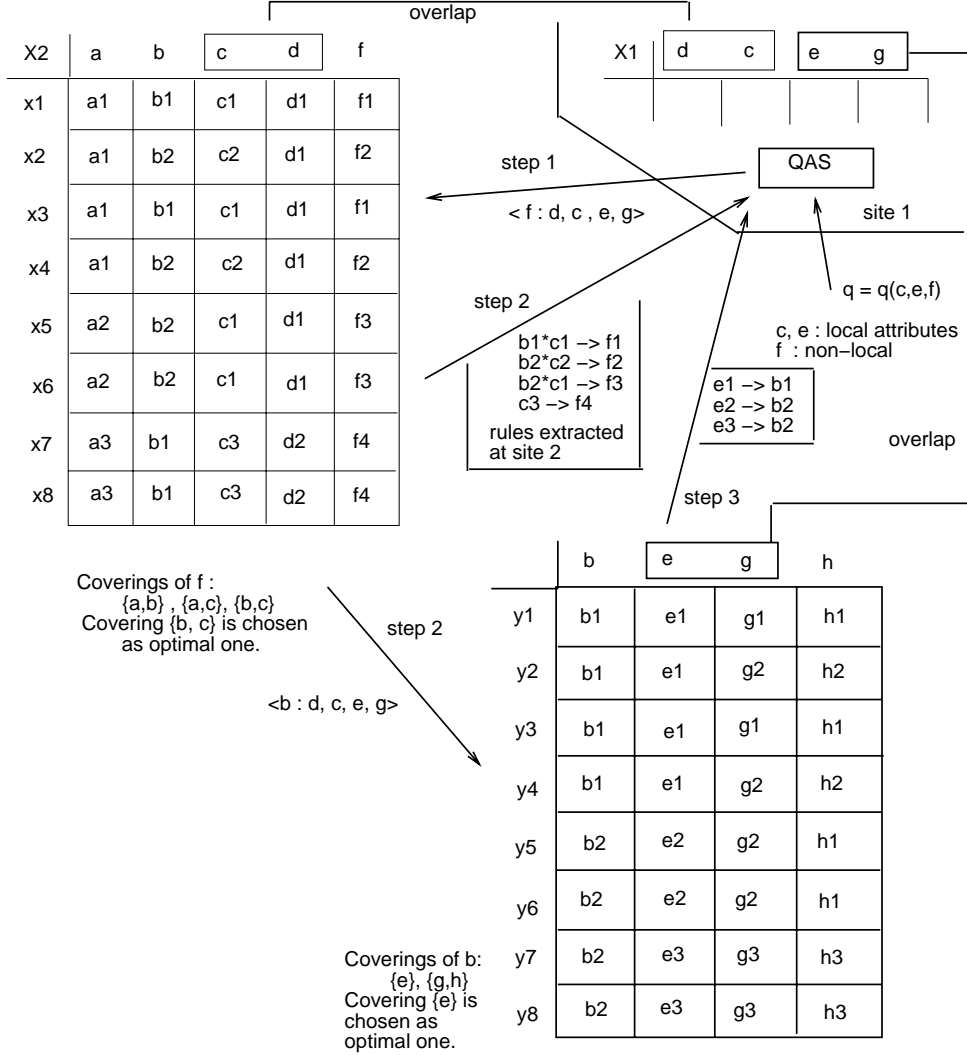 overlap
X2 a b c d f
x1 a1 b1 c1 d1 f1
x2 a1 b2 c2 d1 f2
x3 a1 b1 c1 d1 f1
x4 a1 b2 c2 d1 f2
x5 a2 b2 c1 d1 f3
x6 a2 b2 c1 d1 f3
x7 a3 b1 c3 d2 f4
x8 a3 b1 c3 d2 f4
X1 d c e g
QAS
site 1
step 1
< f : d, c , e, g>
q = q(c,e,f)
c, e : local attributes
f : non-local
step 2
b1*c1 -> f1
b2*c2 -> f2
b2*c1 -> f3
c3 -> f4
rules extracted
at site 2
e1 -> b1
e2 -> b2
e3 -> b2
overlap
step 3
Coverings of f :
{a,b} , {a,c}, {b,c}
Covering {b, c} is chosen
as optimal one.
step 2
<b : d, c, e, g>
b e g h
y1 b1 e1 g1 h1
y2 b1 e1 g2 h2
y3 b1 e1 g1 h1
y4 b1 e1 g2 h2
y5 b2 e2 g2 h1
y6 b2 e2 g2 h1
y7 b2 e3 g3 h3
y8 b2 e3 g3 h3
Coverings of b:
{e}, {g,h}
Covering {e} is
chosen as
optimal one.